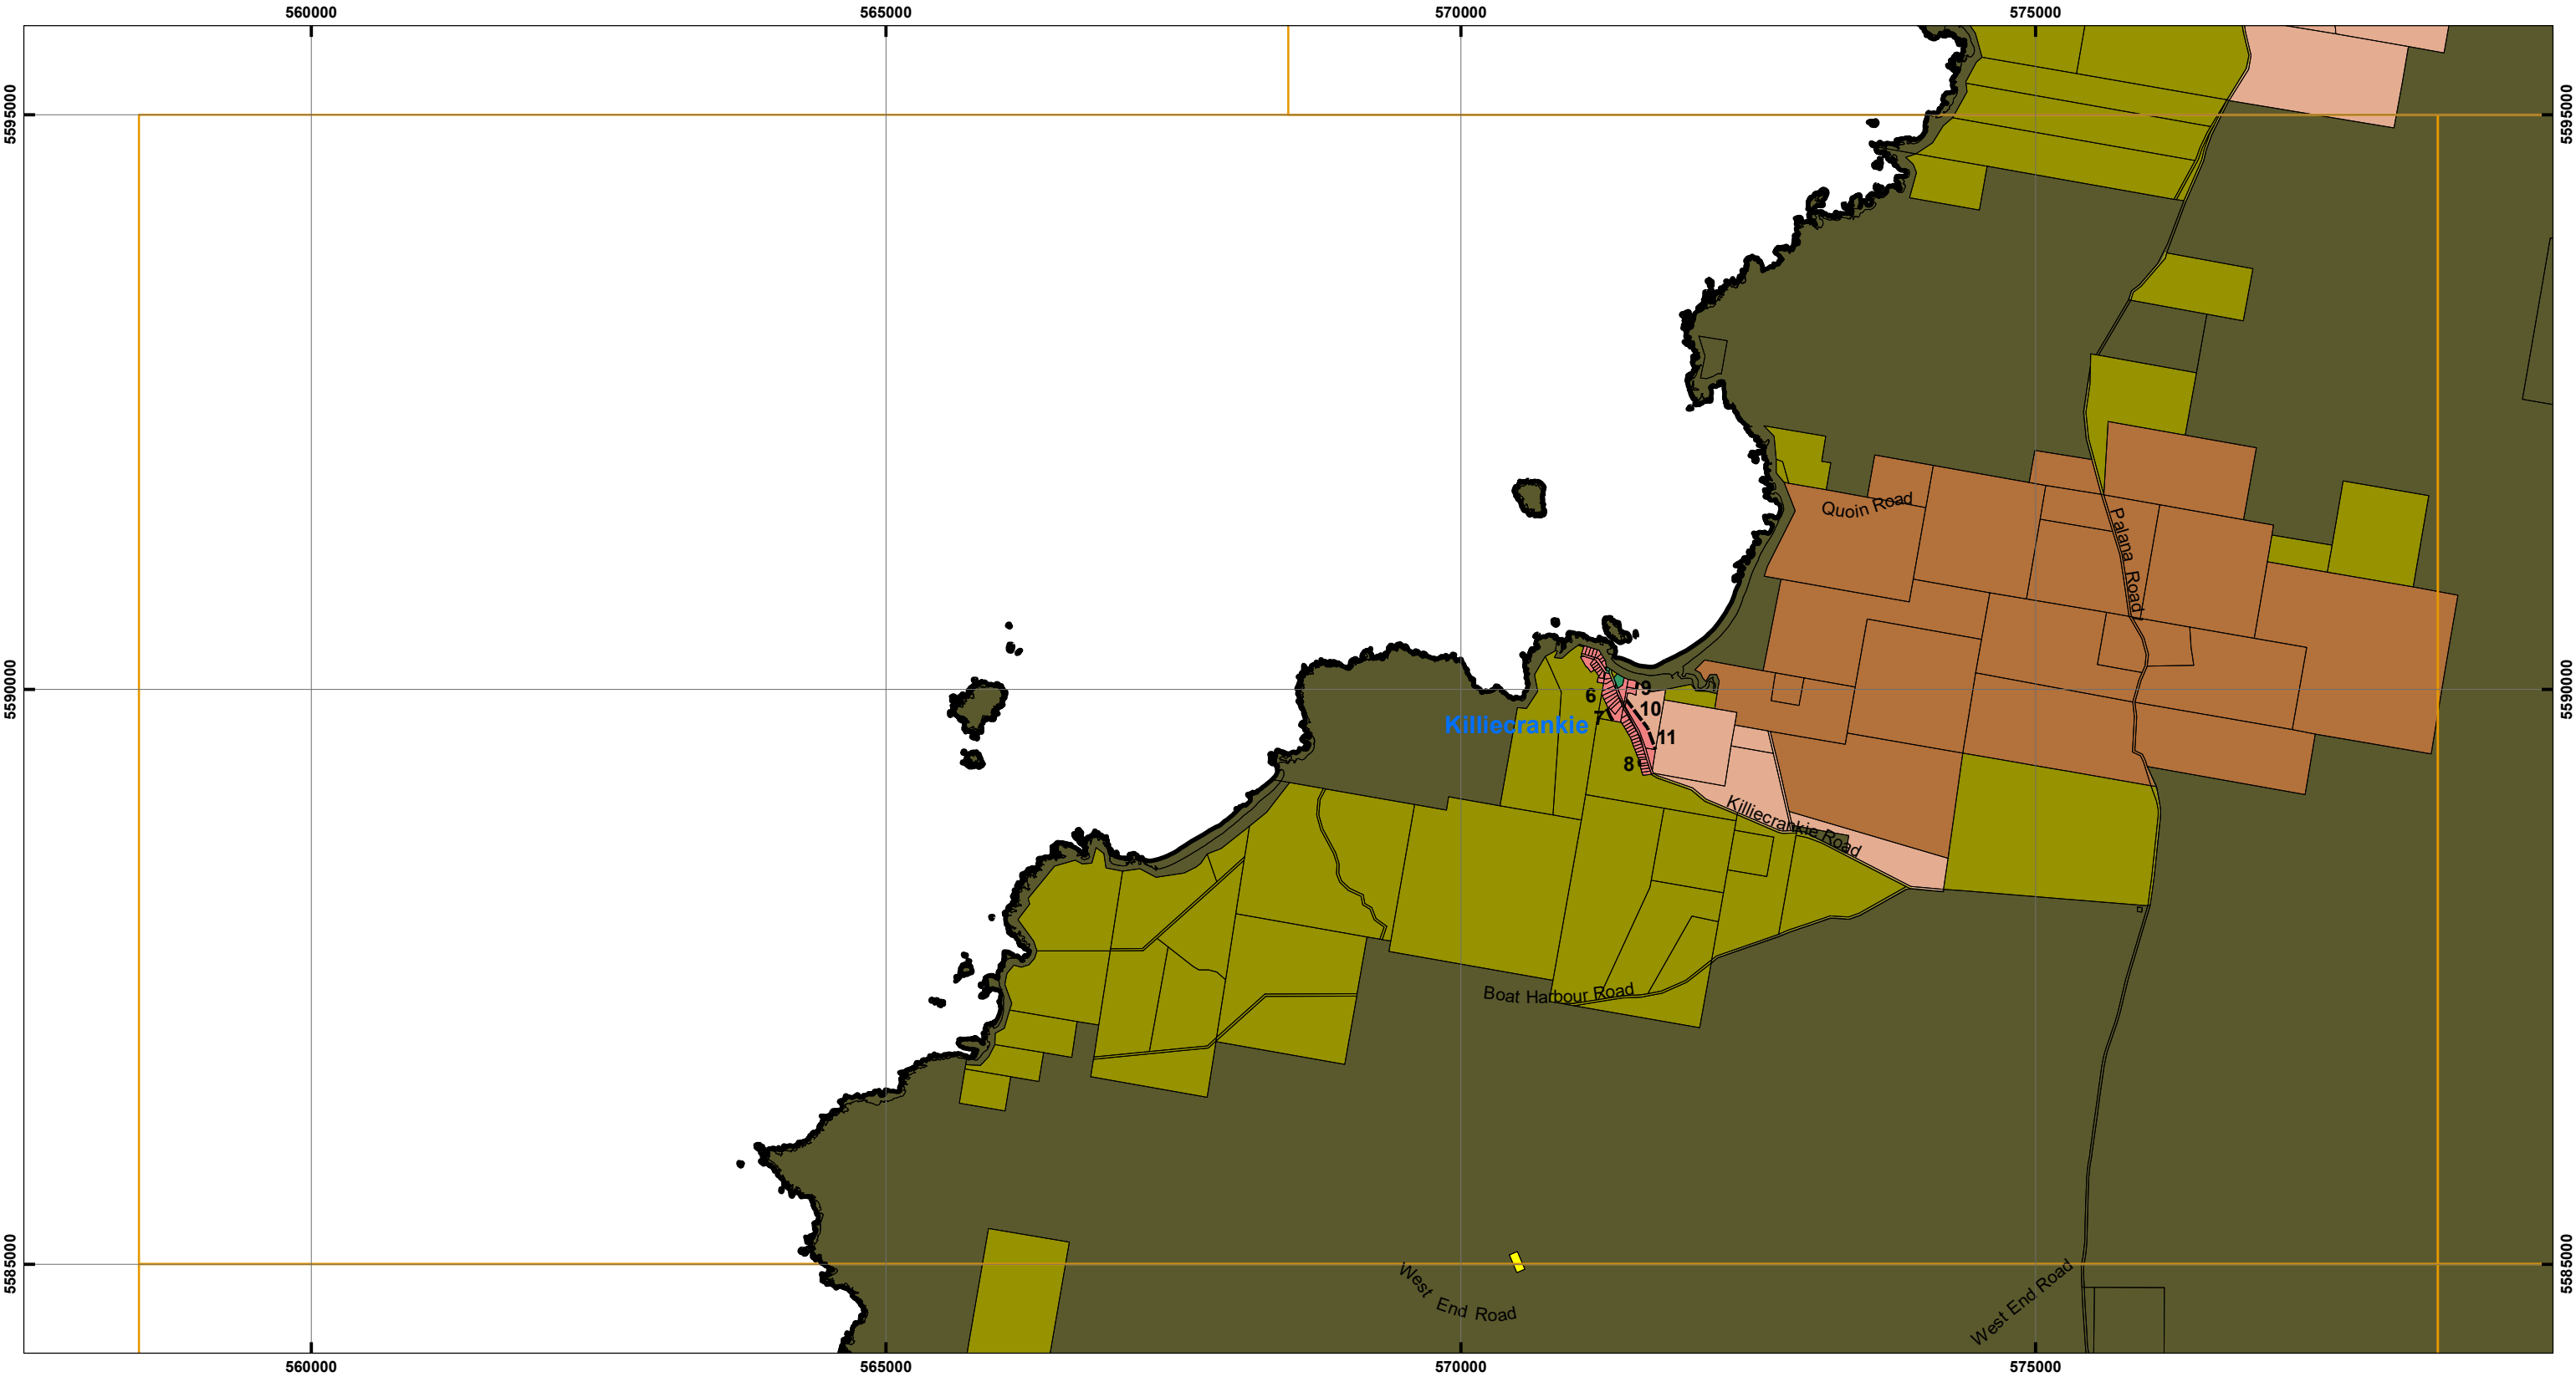 560000 565000 570000 575000
5595000 5595000
Quoin Road
Palana Road
5590000 5590000
6
9
10
7
Killiecrankie
11
8
Killiecrankie Road
Boat Harbour Road
5585000 5585000
West End Road
West End Road
560000 565000 570000 575000